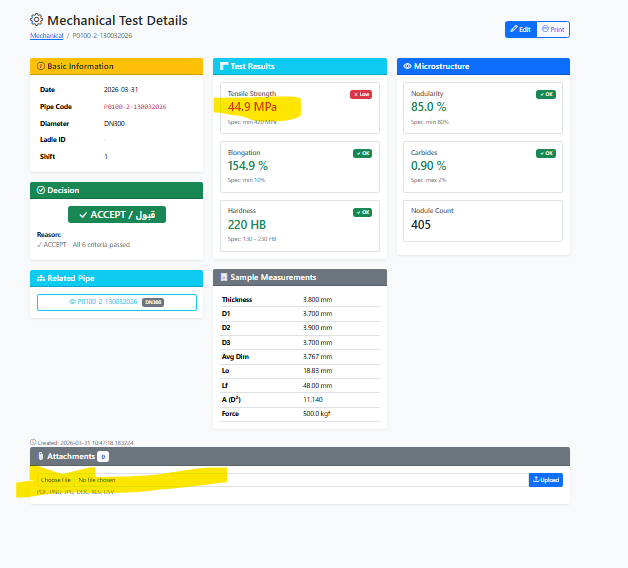 Mechanical Test Details
Mechanical / P0100-2-130032026
Edit
Print
Basic Information
Date 2026-03-31
Pipe Code P0100-2-130032026
Diameter DN300
Ladle ID -
Shift 1
Decision
✓ ACCEPT / قبول
Reason:
✓ ACCEPT - All 6 criteria passed
Related Pipe
P0100-2-130032026 DN300
Test Results
Tensile Strength × Low
44.9 MPa
Spec: min 420 MPa
Elongation ✓ OK
154.9 %
Spec: min 10%
Hardness ✓ OK
220 HB
Spec: 130 - 230 HB
Sample Measurements
Thickness 3.800 mm
D1 3.700 mm
D2 3.900 mm
D3 3.700 mm
Avg Dim 3.767 mm
Lo 18.83 mm
Lf 48.00 mm
A (D²) 11.140
Force 500.0 kgf
Microstructure
Nodularity ✓ OK
85.0 %
Spec: min 80%
Carbides ✓ OK
0.90 %
Spec: max 2%
Nodule Count
405
Created: 2026-03-31 10:47:18.183224
Attachments 0
Choose File No file chosen
Upload
PDF, PNG, JPG, DOC, XLS, CSV